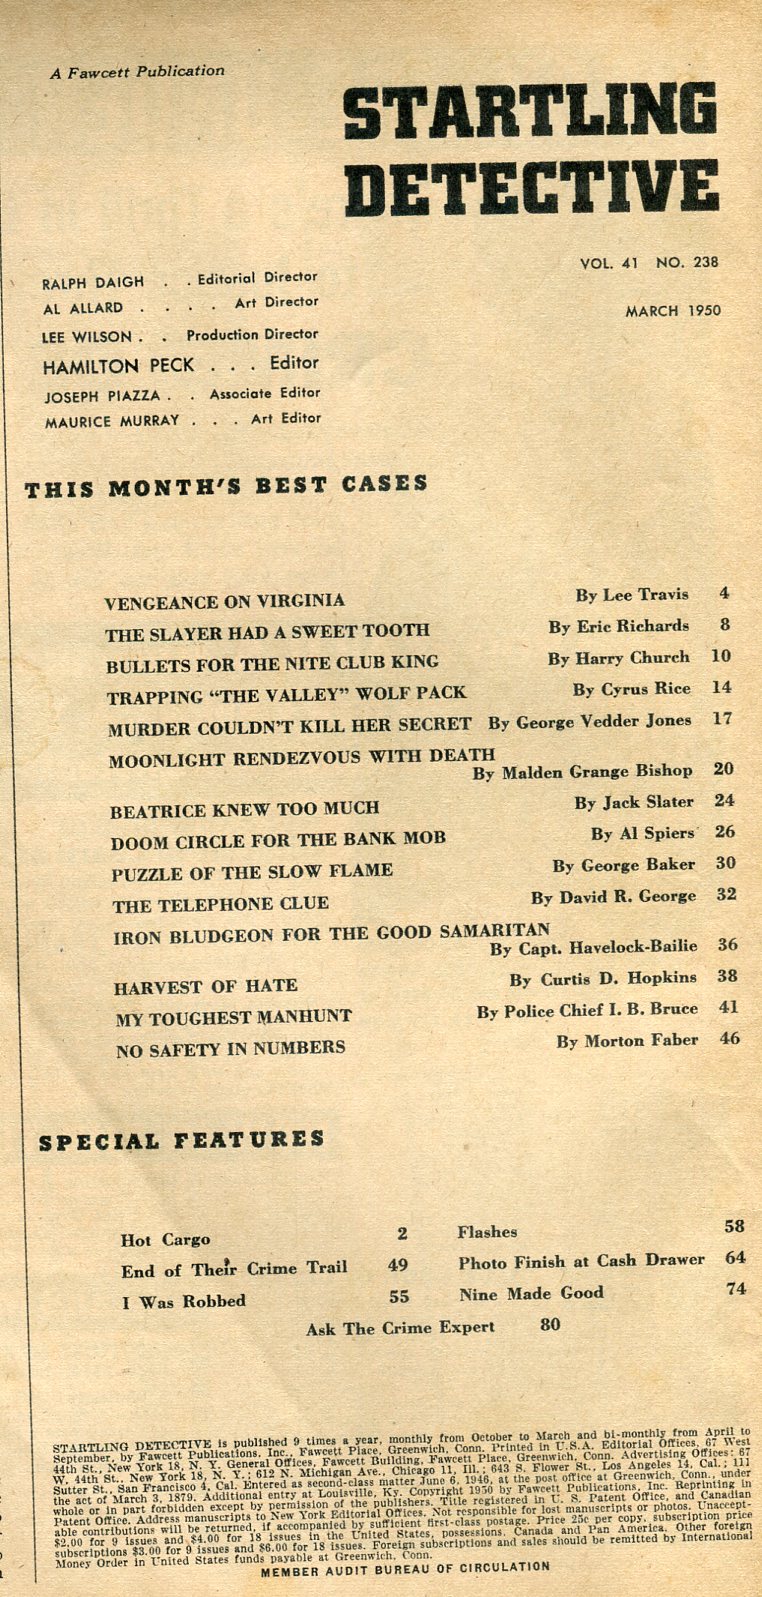 A Fawcett Publication
STARTLING
DETECTIVE
VOL. 41 NO. 238
MARCH 1950
RALPH DAIGH . . Editorial Director
AL ALLARD . . . . Art Director
LEE WILSON . . Production Director
HAMILTON PECK . . . Editor
JOSEPH PIAZZA . . Associate Editor
MAURICE MURRAY . . . Art Editor
THIS MONTH'S BEST CASES
VENGEANCE ON VIRGINIA By Lee Travis 4
THE SLAYER HAD A SWEET TOOTH By Eric Richards 8
BULLETS FOR THE NITE CLUB KING By Harry Church 10
TRAPPING "THE VALLEY" WOLF PACK By Cyrus Rice 14
MURDER COULDN'T KILL HER SECRET By George Vedder Jones 17
MOONLIGHT RENDEZVOUS WITH DEATH
By Malden Grange Bishop 20
BEATRICE KNEW TOO MUCH By Jack Slater 24
DOOM CIRCLE FOR THE BANK MOB By Al Spiers 26
PUZZLE OF THE SLOW FLAME By George Baker 30
THE TELEPHONE CLUE By David R. George 32
IRON BLUDGEON FOR THE GOOD SAMARITAN
By Capt. Havelock-Bailie 36
HARVEST OF HATE By Curtis D. Hopkins 38
MY TOUGHEST MANHUNT By Police Chief I. B. Bruce 41
NO SAFETY IN NUMBERS By Morton Faber 46
SPECIAL FEATURES
Hot Cargo 2 Flashes 58
End of Their Crime Trail 49 Photo Finish at Cash Drawer 64
I Was Robbed 55 Nine Made Good 74
Ask The Crime Expert 80
STARTLING DETECTIVE is published 9 times a year, monthly from October to March and bi-monthly from April to
September, by Fawcett Publications, Inc., Fawcett Place, Greenwich, Conn. Printed in U.S.A. Editorial Offices, 67 West
44th St., New York 18, N. Y. General Offices, Fawcett Building, Fawcett Place, Greenwich, Conn. Advertising Offices: 67
W. 44th St., New York 18, N. Y.; 612 N. Michigan Ave., Chicago 11, Ill.; 643 S. Flower St., Los Angeles 14, Cal.; 111
Sutter St., San Francisco 4, Cal. Entered as second-class matter June 6, 1946, at the post office at Greenwich, Conn., under
the act of March 3, 1879. Additional entry at Louisville, Ky. Copyright 1950 by Fawcett Publications, Inc. Reprinting in
whole or in part forbidden except by permission of the publishers. Title registered in U. S. Patent Office, and Canadian
Patent Office. Address manuscripts to New York Editorial Offices. Not responsible for lost manuscripts or photos. Unaccept-
able contributions will be returned, if accompanied by sufficient first-class postage. Price 25c per copy, subscription price
$2.00 for 9 issues and $4.00 for 18 issues in the United States, possessions, Canada and Pan America. Other foreign
subscriptions $3.00 for 9 issues and $6.00 for 18 issues. Foreign subscriptions and sales should be remitted by International
Money Order in United States funds payable at Greenwich, Conn.
MEMBER AUDIT BUREAU OF CIRCULATION